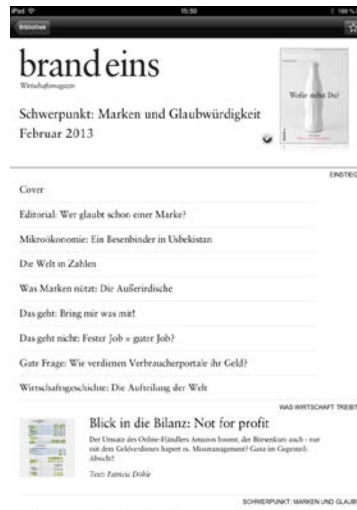 iPad 15:50 100 %
Bibliothek
brand eins
Wirtschaftsmagazin
Wofür stehst Du?
Schwerpunkt: Marken und Glaubwürdigkeit
Februar 2013
EINSTIEG
Cover
Editorial: Wer glaubt schon einer Marke?
Mikroökonomie: Ein Besenbinder in Usbekistan
Die Welt in Zahlen
Was Marken nützt: Die Außerirdische
Das geht: Bring mir was mit!
Das geht nicht: Fester Job = guter Job?
Gute Frage: Wie verdienen Verbraucherportale ihr Geld?
Wirtschaftsgeschichte: Die Aufteilung der Welt
WAS WIRTSCHAFT TREIBT
Blick in die Bilanz: Not for profit
Der Umsatz des Online-Händlers Amazon boomt, der Börsenkurs auch - nur
mit dem Geldverdienen hapert es. Missmanagement? Ganz im Gegenteil:
Absicht!
Text: Patricia Döhle
SCHWERPUNKT: MARKEN UND GLAUB